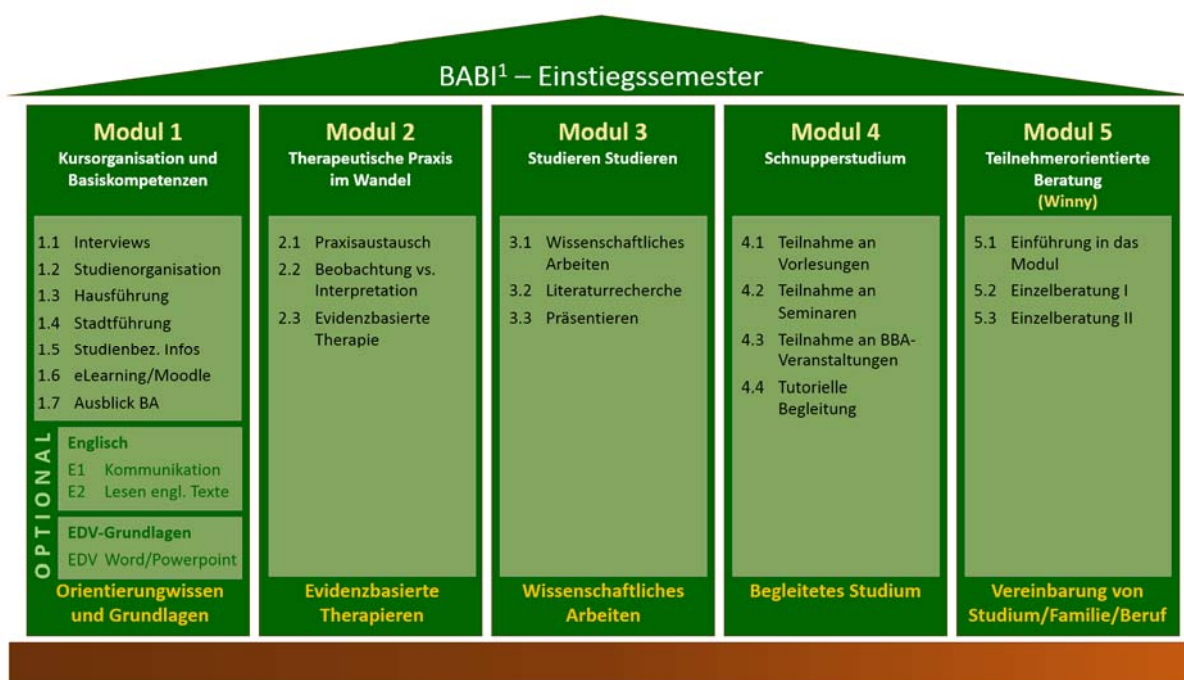 BABI¹ – Einstiegssemester
Modul 1
Kursorganisation und
Basiskompetenzen
1.1 Interviews
1.2 Studienorganisation
1.3 Hausführung
1.4 Stadtführung
1.5 Studienbez. Infos
1.6 eLearning/Moodle
1.7 Ausblick BA
OPTIONAL
Englisch
E1 Kommunikation
E2 Lesen engl. Texte
EDV-Grundlagen
EDV Word/Powerpoint
Orientierungwissen
und Grundlagen
Modul 2
Therapeutische Praxis
im Wandel
2.1 Praxisaustausch
2.2 Beobachtung vs.
Interpretation
2.3 Evidenzbasierte
Therapie
Evidenzbasierte
Therapieren
Modul 3
Studieren Studieren
3.1 Wissenschaftliches
Arbeiten
3.2 Literaturrecherche
3.3 Präsentieren
Wissenschaftliches
Arbeiten
Modul 4
Schnupperstudium
4.1 Teilnahme an
Vorlesungen
4.2 Teilnahme an
Seminaren
4.3 Teilnahme an BBA-
Veranstaltungen
4.4 Tutorielle
Begleitung
Begleitetes Studium
Modul 5
Teilnehmerorientierte
Beratung
(Winny)
5.1 Einführung in das
Modul
5.2 Einzelberatung I
5.3 Einzelberatung II
Vereinbarung von
Studium/Familie/Beruf